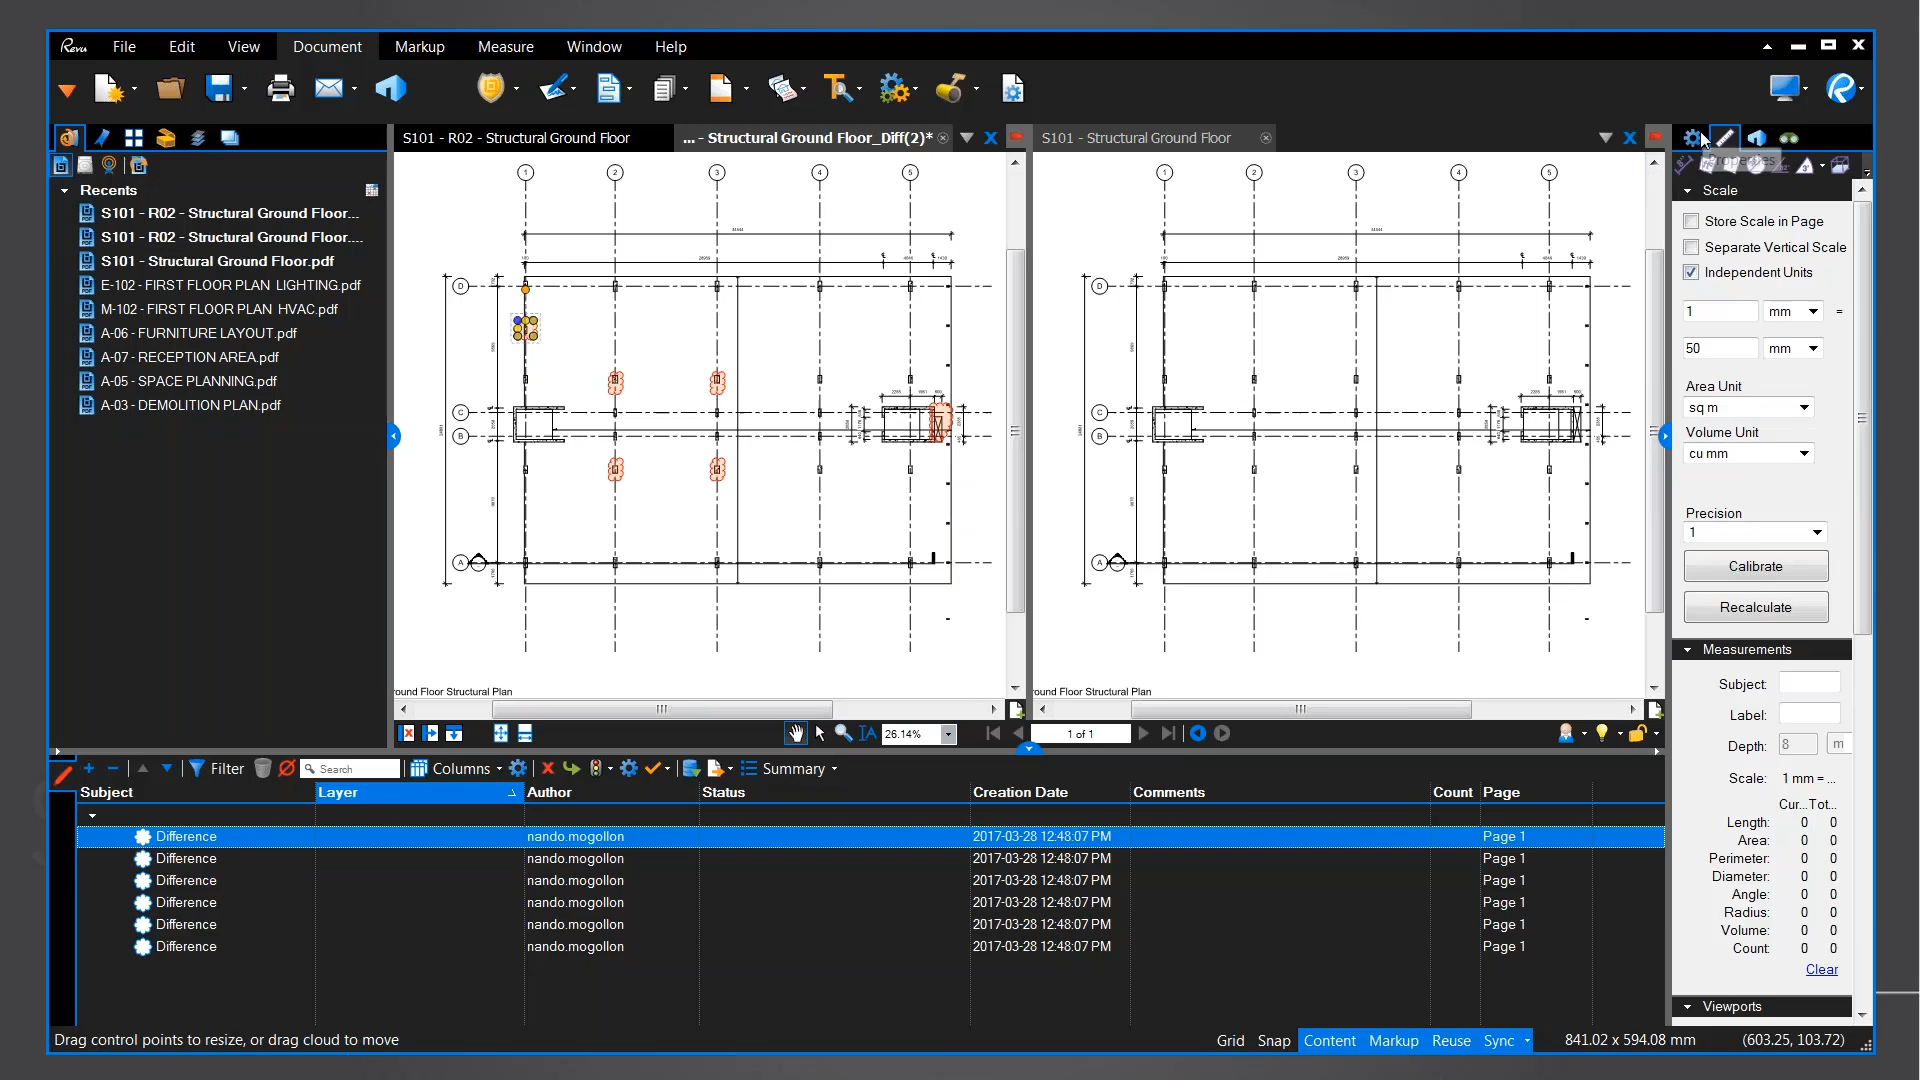 Revu File Edit View Document Markup Measure Window Help
S101 - R02 - Structural Ground Floor
... - Structural Ground Floor_Diff(2)*
S101 - Structural Ground Floor
Properties
Recents
S101 - R02 - Structural Ground Floor...
S101 - R02 - Structural Ground Floor....
S101 - Structural Ground Floor.pdf
E-102 - FIRST FLOOR PLAN LIGHTING.pdf
M-102 - FIRST FLOOR PLAN HVAC.pdf
A-06 - FURNITURE LAYOUT.pdf
A-07 - RECEPTION AREA.pdf
A-05 - SPACE PLANNING.pdf
A-03 - DEMOLITION PLAN.pdf
1 2 3 4 5
D
C
B
A
ound Floor Structural Plan
1 2 3 4 5
D
C
B
A
ound Floor Structural Plan
26.14%
1 of 1
Scale
Store Scale in Page
Separate Vertical Scale
Independent Units
1 mm =
50 mm
Area Unit
sq m
Volume Unit
cu mm
Precision
1
Calibrate
Recalculate
Measurements
Subject:
Label:
Depth: 8 m
Scale: 1 mm = ...
Cur... Tot...
Length: 0 0
Area: 0 0
Perimeter: 0 0
Diameter: 0 0
Angle: 0 0
Radius: 0 0
Volume: 0 0
Count: 0 0
Clear
Viewports
Filter Search Columns Summary
Subject Layer Author Status Creation Date Comments Count Page
Difference nando.mogollon 2017-03-28 12:48:07 PM Page 1
Difference nando.mogollon 2017-03-28 12:48:07 PM Page 1
Difference nando.mogollon 2017-03-28 12:48:07 PM Page 1
Difference nando.mogollon 2017-03-28 12:48:07 PM Page 1
Difference nando.mogollon 2017-03-28 12:48:07 PM Page 1
Difference nando.mogollon 2017-03-28 12:48:07 PM Page 1
Drag control points to resize, or drag cloud to move
Grid Snap Content Markup Reuse Sync 841.02 x 594.08 mm (603.25, 103.72)